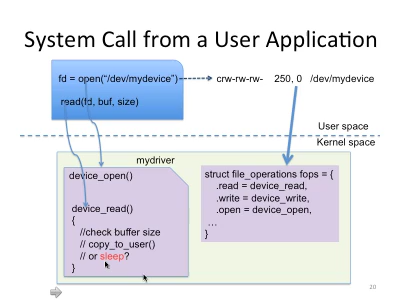 System Call from a User Application
fd = open("/dev/mydevice")
crw-rw-rw- 250, 0 /dev/mydevice
read(fd, buf, size)
User space
Kernel space
mydriver
device_open()
device_read()
{
//check buffer size
// copy_to_user()
// or sleep?
}
struct file_operations fops = {
.read = device_read,
.write = device_write,
.open = device_open,
...
}
20